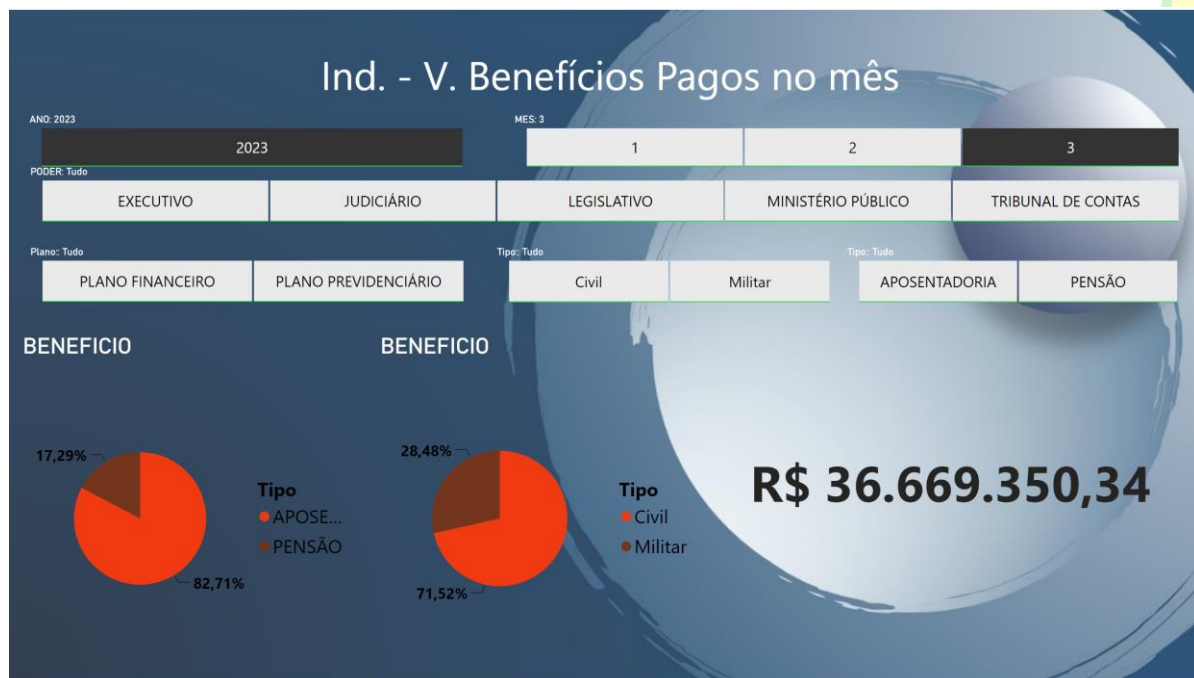 Ind. - V. Benefícios Pagos no mês
ANO: 2023
MES: 3
2023
1
2
3
PODER: Tudo
EXECUTIVO
JUDICIÁRIO
LEGISLATIVO
MINISTÉRIO PÚBLICO
TRIBUNAL DE CONTAS
Plano:: Tudo
Tipo: Tudo
Tipo: Tudo
PLANO FINANCEIRO
PLANO PREVIDENCIÁRIO
Civil
Militar
APOSENTADORIA
PENSÃO
BENEFICIO
17,29%
82,71%
Tipo
APOSE...
PENSÃO
BENEFICIO
28,48%
71,52%
Tipo
Civil
Militar
R$ 36.669.350,34